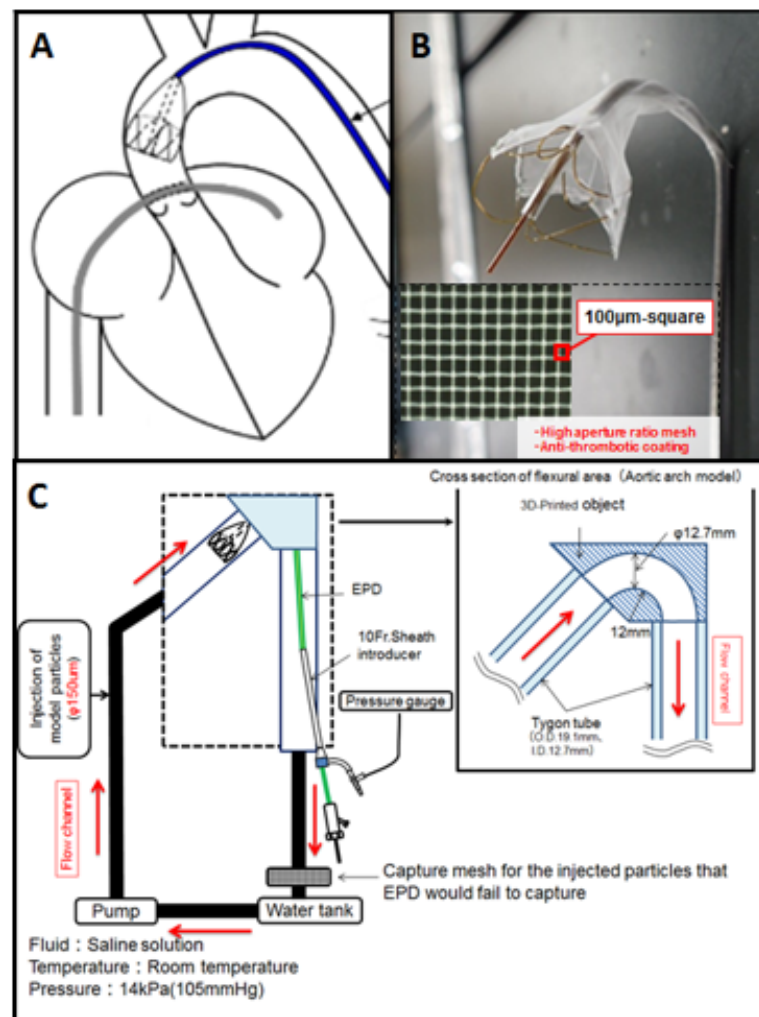 A
B
100μm-square
-High aperture ratio mesh
-Anti-thrombotic coating
C
Cross section of flexural area (Aortic arch model)
3D-Printed object
φ12.7mm
12mm
Flow channel
Tygon tube
(O.D.19.1mm、
I.D.12.7mm)
EPD
10Fr.Sheath
introducer
Pressure gauge
Injection of
model particles
(φ150um)
Flow channel
Capture mesh for the injected particles that
EPD would fail to capture
Pump
Water tank
Fluid：Saline solution
Temperature：Room temperature
Pressure：14kPa(105mmHg)